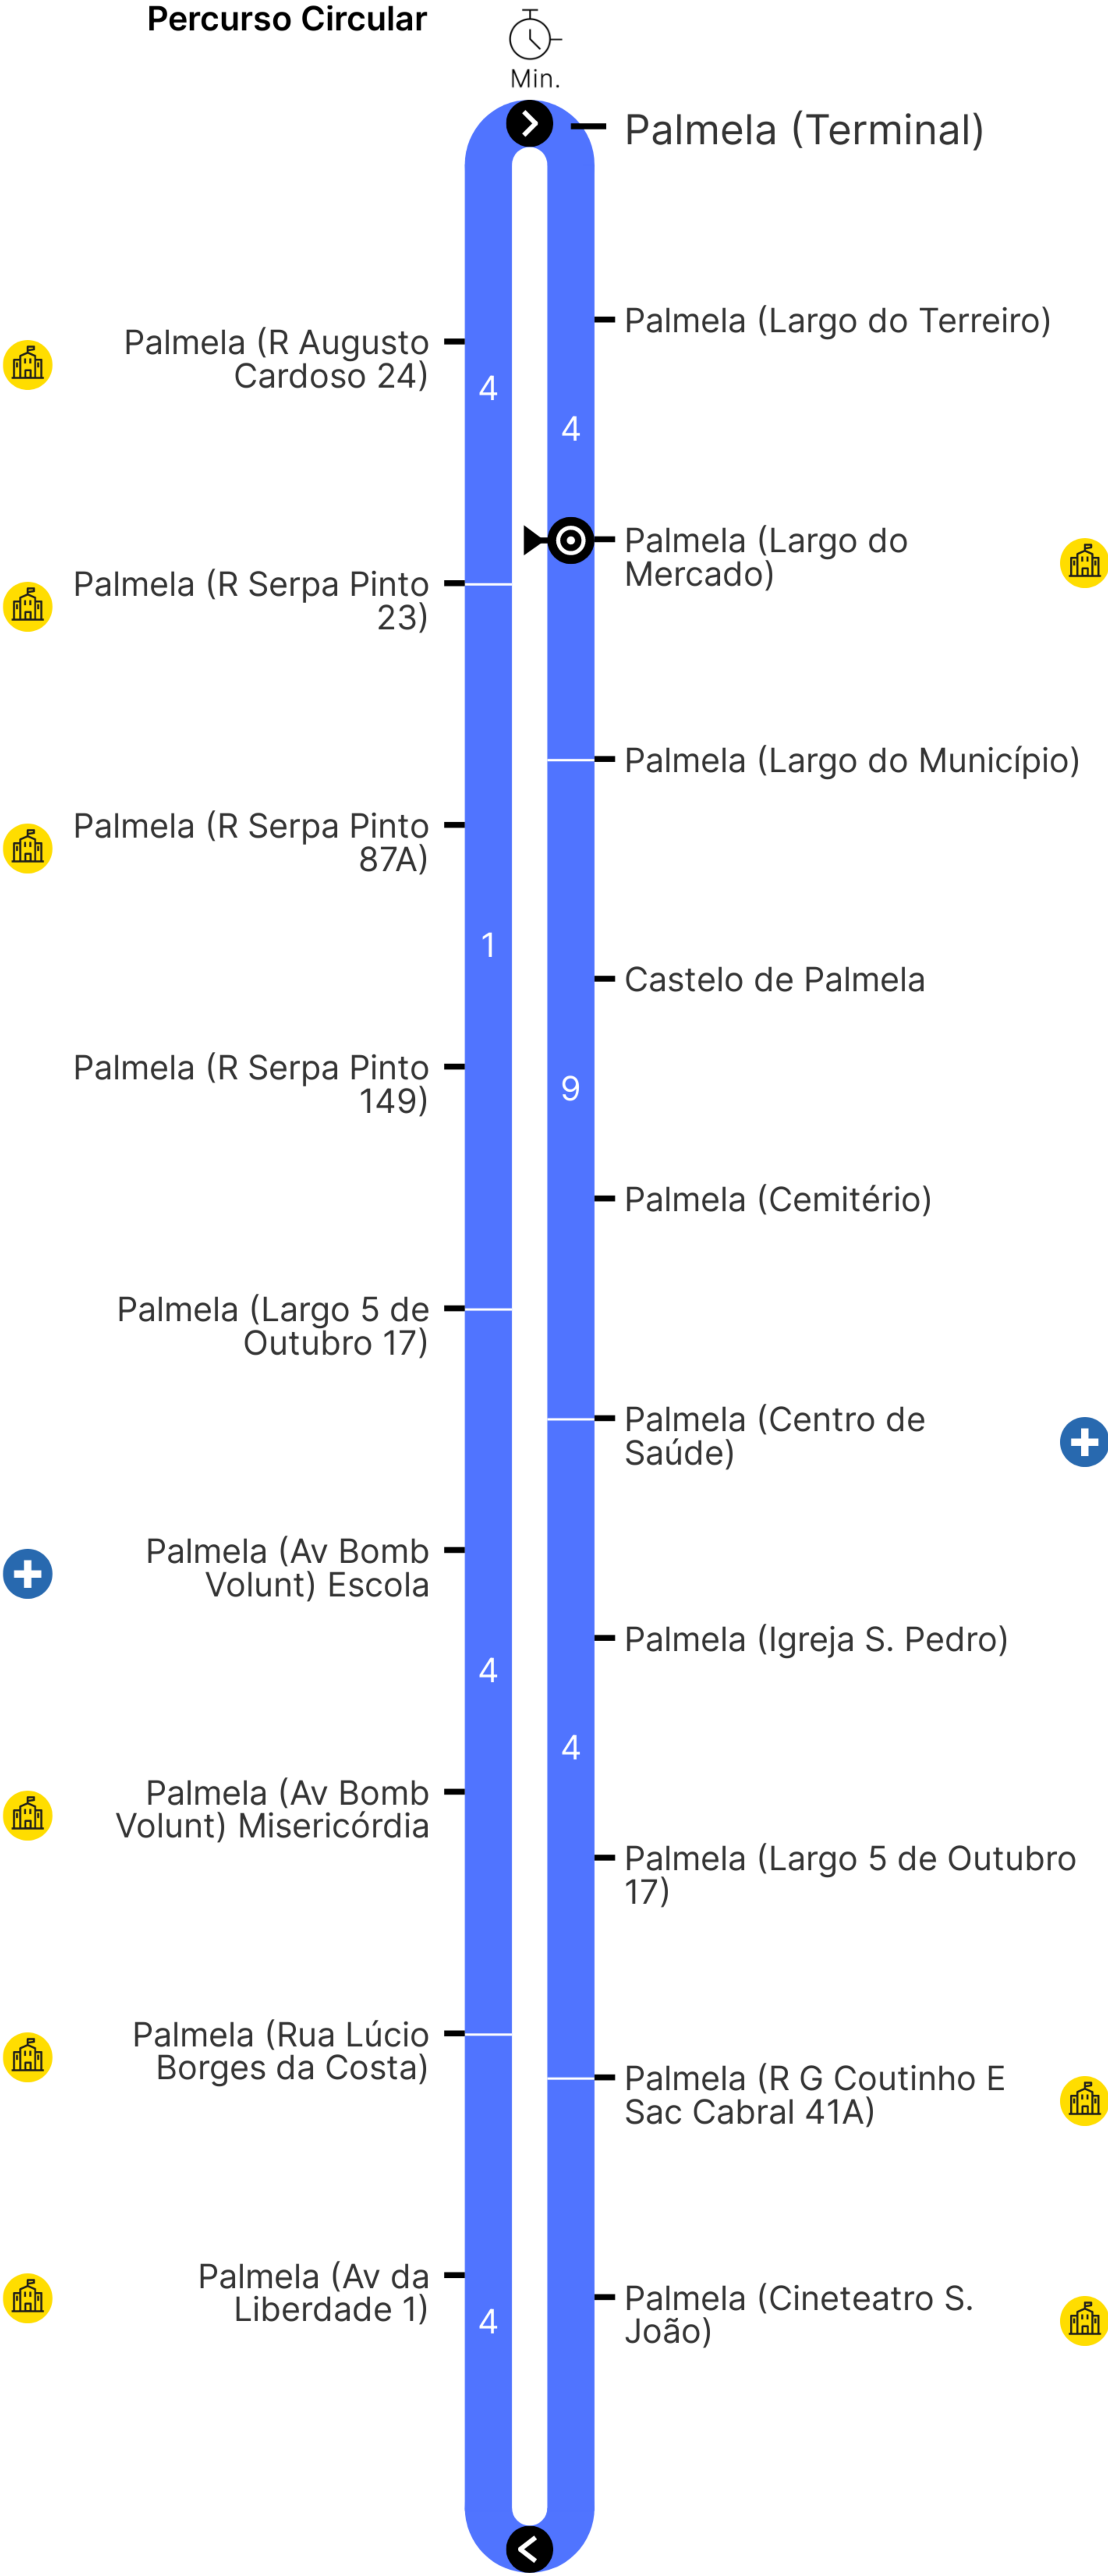 Percurso Circular
Min.
Palmela (Terminal)
Palmela (Largo do Terreiro)
4
Palmela (Largo do
Mercado)
Palmela (Largo do Município)
Castelo de Palmela
9
Palmela (Cemitério)
Palmela (Centro de
Saúde)
Palmela (Igreja S. Pedro)
4
Palmela (Largo 5 de Outubro
17)
Palmela (R G Coutinho E
Sac Cabral 41A)
Palmela (Cineteatro S.
João)
Palmela (R Augusto
Cardoso 24)
4
Palmela (R Serpa Pinto
23)
Palmela (R Serpa Pinto
87A)
1
Palmela (R Serpa Pinto
149)
Palmela (Largo 5 de
Outubro 17)
Palmela (Av Bomb
Volunt) Escola
4
Palmela (Av Bomb
Volunt) Misericórdia
Palmela (Rua Lúcio
Borges da Costa)
Palmela (Av da
Liberdade 1)
4